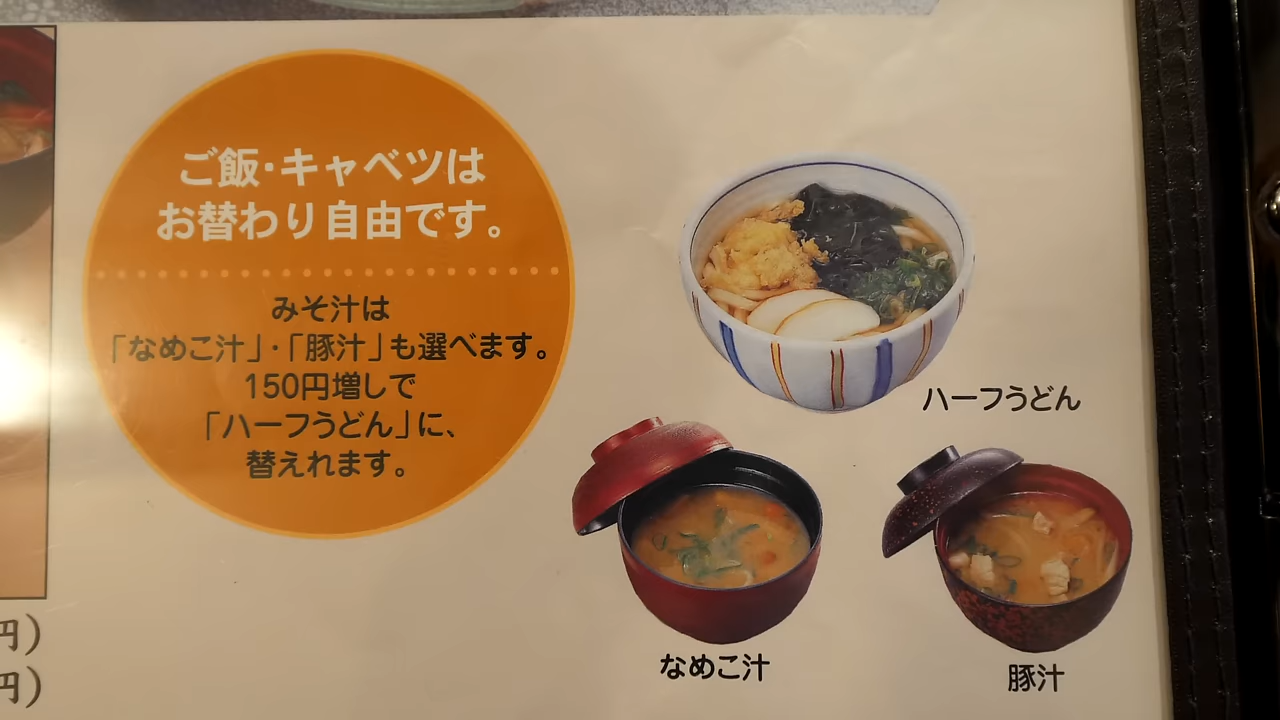 ご飯・キャベツは
お替わり自由です。
みそ汁は
「なめこ汁」・「豚汁」も選べます。
150円増しで
「ハーフうどん」に、
替えれます。
ハーフうどん
なめこ汁
豚汁
円）
円）